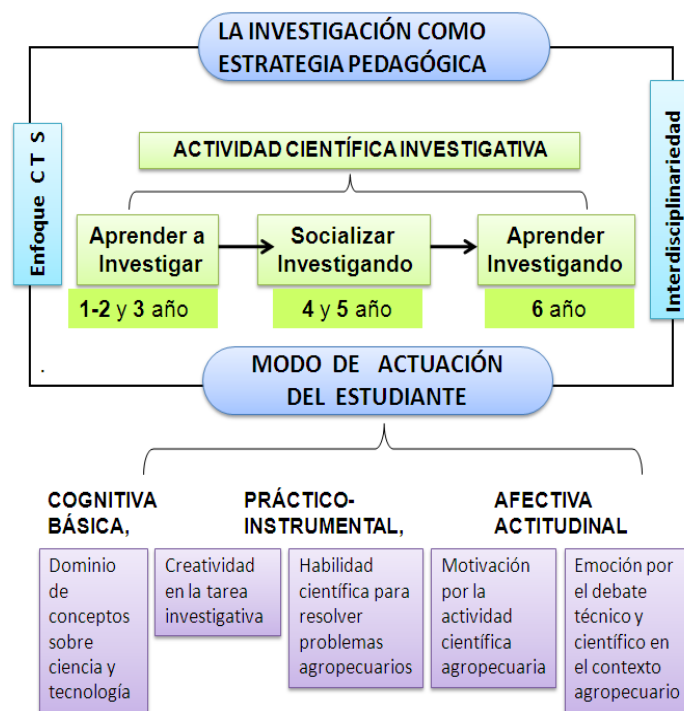 LA INVESTIGACIÓN COMO
ESTRATEGIA PEDAGÓGICA
Enfoque C T S
Interdisciplinariedad
ACTIVIDAD CIENTÍFICA INVESTIGATIVA
Aprender a
Investigar
Socializar
Investigando
Aprender
Investigando
1-2 y 3 año
4 y 5 año
6 año
MODO DE ACTUACIÓN
DEL ESTUDIANTE
COGNITIVA
BÁSICA,
PRÁCTICO-
INSTRUMENTAL,
AFECTIVA
ACTITUDINAL
Dominio
de
conceptos
sobre
ciencia y
tecnología
Creatividad
en la tarea
investigativa
Habilidad
científica para
resolver
problemas
agropecuarios
Motivación
por la
actividad
científica
agropecuaria
Emoción por
el debate
técnico y
científico en
el contexto
agropecuario